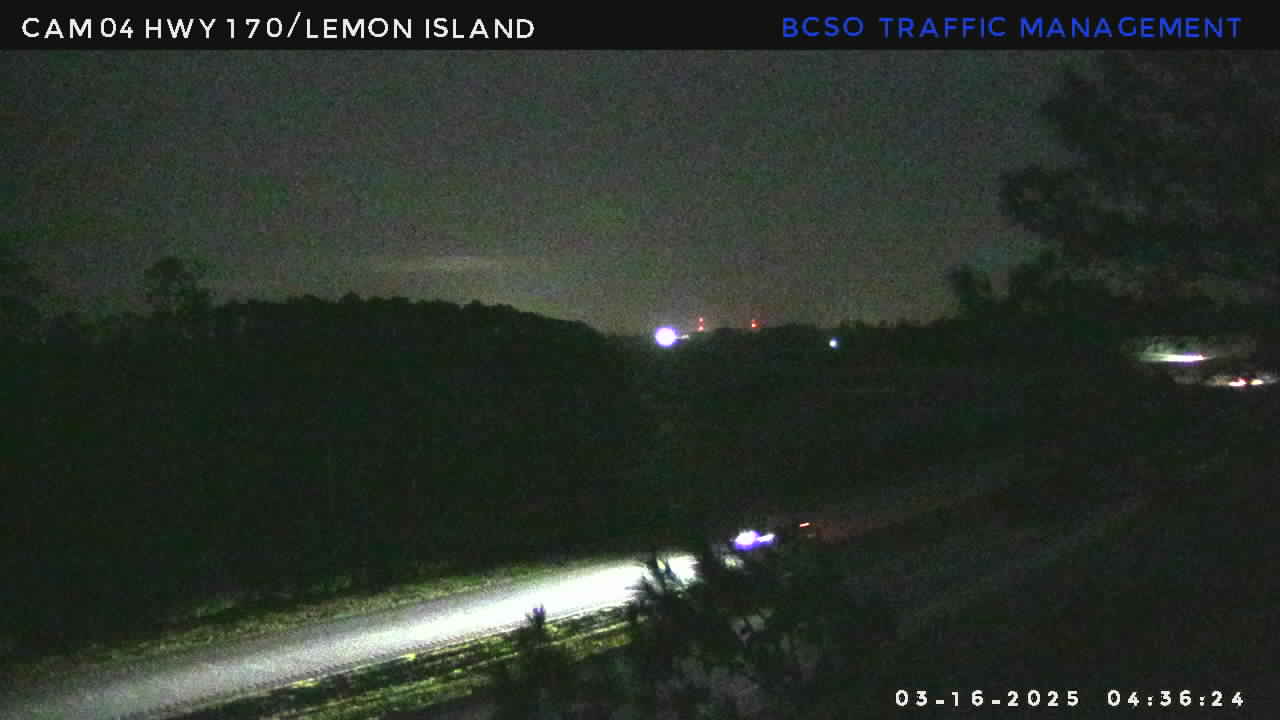 CAM04 HWY 170/LEMON ISLAND
BCSO TRAFFIC MANAGEMENT
03-16-2025 04:36:24